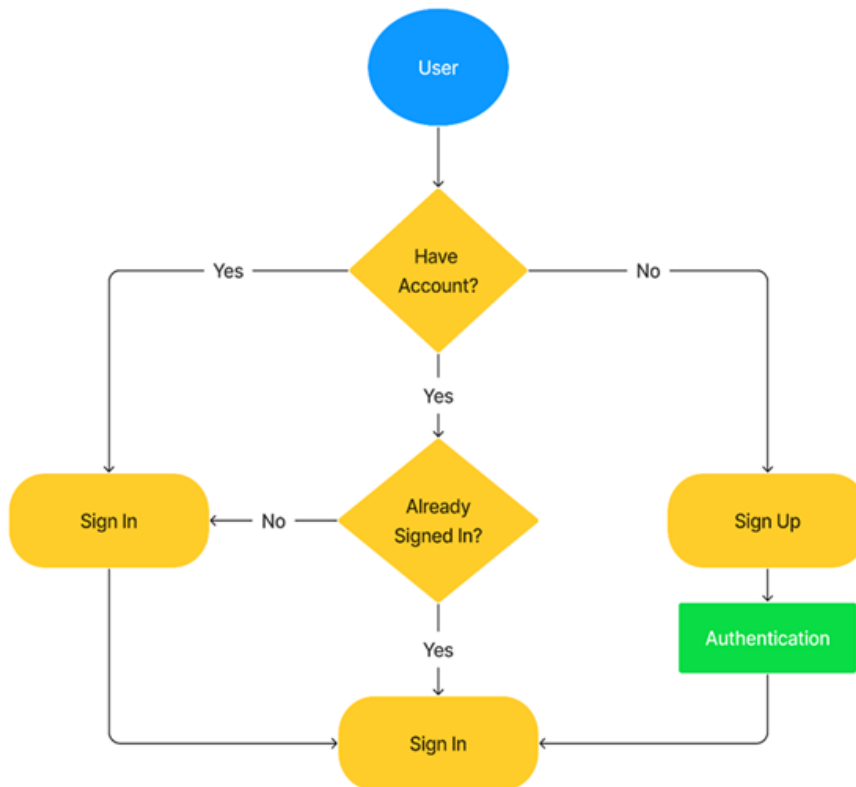 User
Have
Account?
Yes
No
Yes
Already
Signed In?
Sign In
No
Sign Up
Yes
Authentication
Sign In